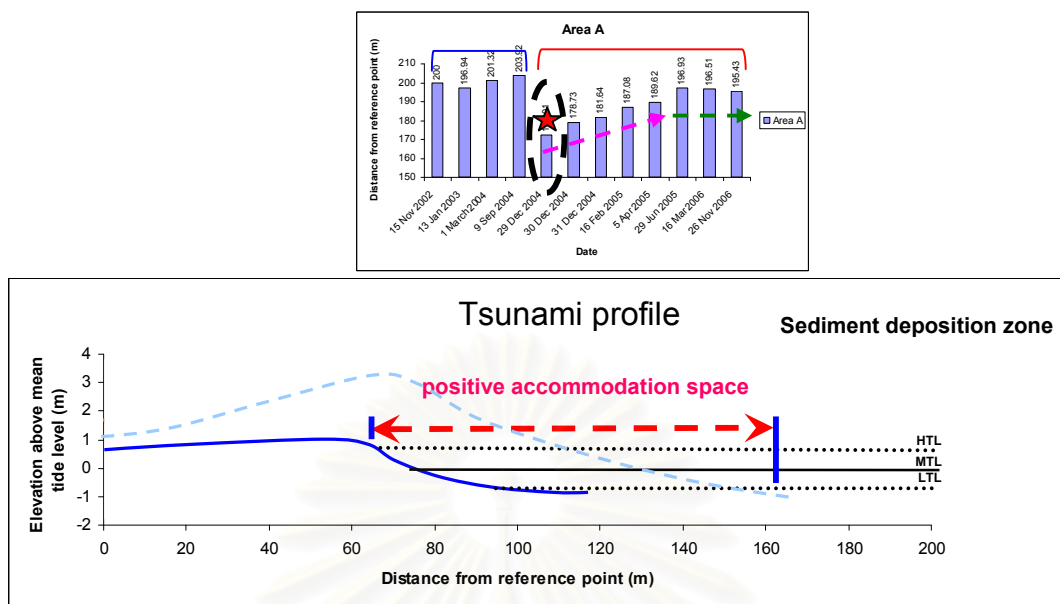 Area A
Distance from reference point (m)
210
200
190
180
170
160
150
200
196.94
201.32
203.92
178.73
181.64
187.08
189.62
196.93
196.51
195.43
Area A
15 Nov 2002
13 Jan 2003
1 March 2004
9 Sep 2004
29 Dec 2004
30 Dec 2004
31 Dec 2004
16 Feb 2005
5 Apr 2005
29 Jun 2005
16 Mar 2006
26 Nov 2006
Date
Tsunami profile
Sediment deposition zone
positive accommodation space
Elevation above mean
tide level (m)
4
3
2
1
0
-1
-2
HTL
MTL
LTL
0
20
40
60
80
100
120
140
160
180
200
Distance from reference point (m)